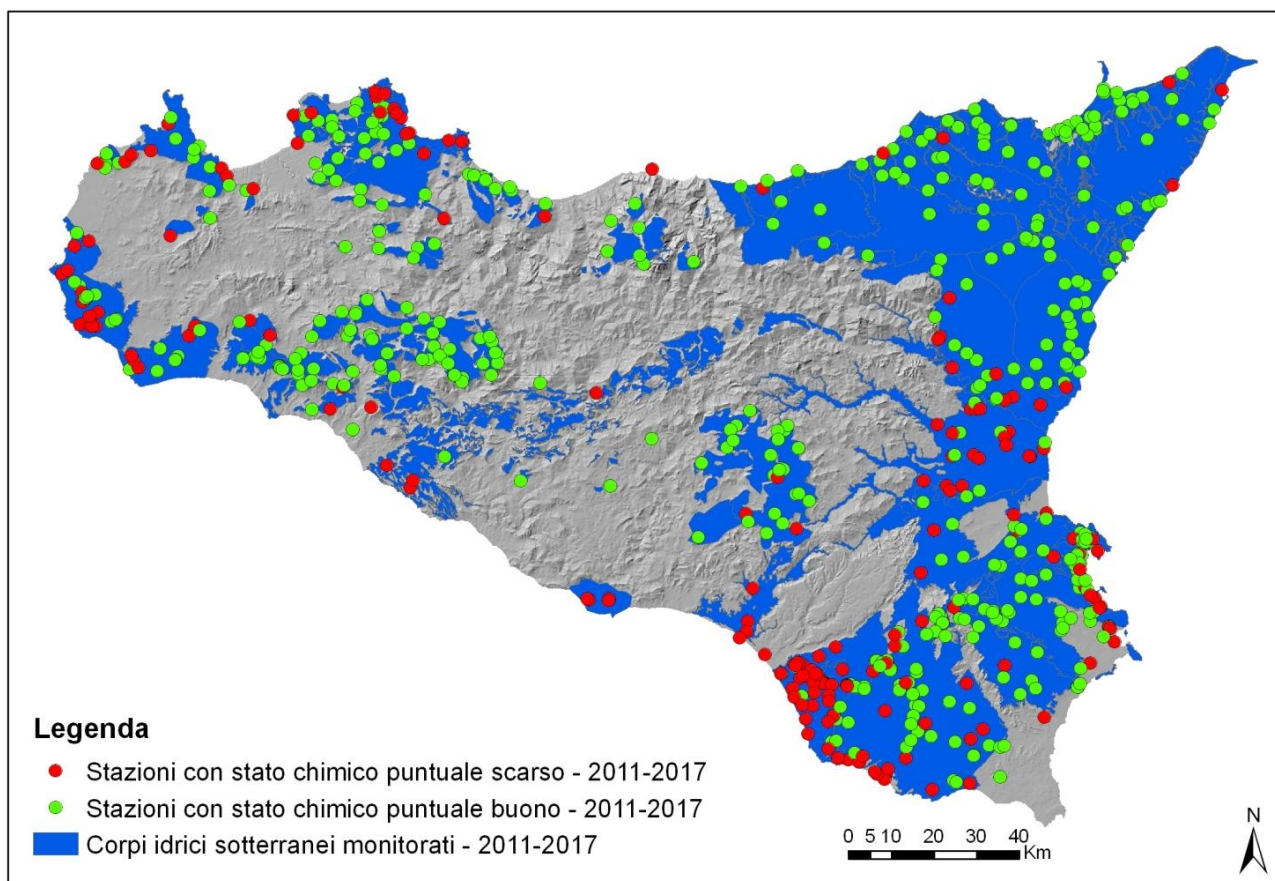 Legenda
Stazioni con stato chimico puntuale scarso - 2011-2017
Stazioni con stato chimico puntuale buono - 2011-2017
Corpi idrici sotterranei monitorati - 2011-2017
0 5 10 20 30 40
Km
N